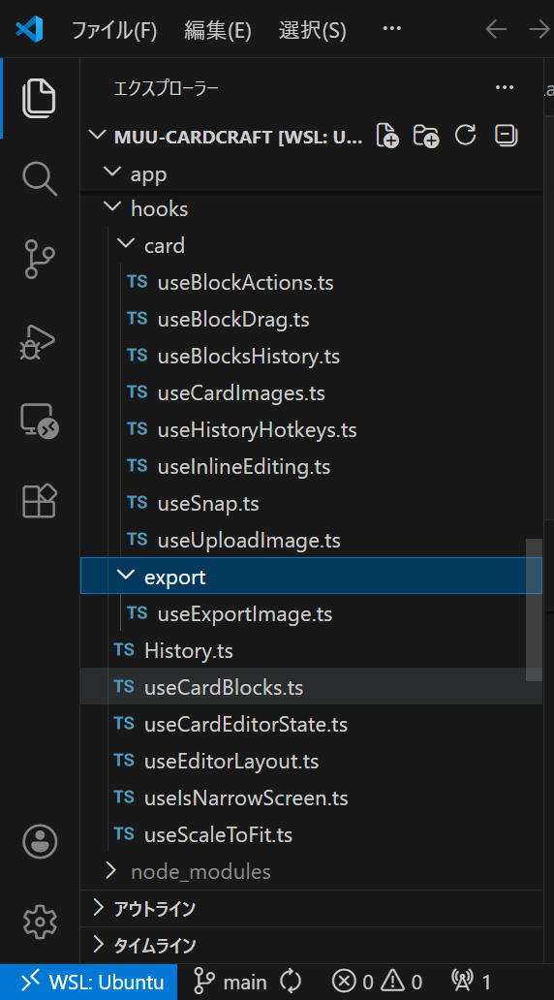 ファイル(F) 編集(E) 選択(S) ···
エクスプローラー ···
MUU-CARDCRAFT [WSL: U...
app
hooks
card
TS useBlockActions.ts
TS useBlockDrag.ts
TS useBlocksHistory.ts
TS useCardImages.ts
TS useHistoryHotkeys.ts
TS useInlineEditing.ts
TS useSnap.ts
TS useUploadImage.ts
export
TS useExportImage.ts
TS History.ts
TS useCardBlocks.ts
TS useCardEditorState.ts
TS useEditorLayout.ts
TS useIsNarrowScreen.ts
TS useScaleToFit.ts
node_modules
アウトライン
タイムライン
WSL: Ubuntu main 0 0 1